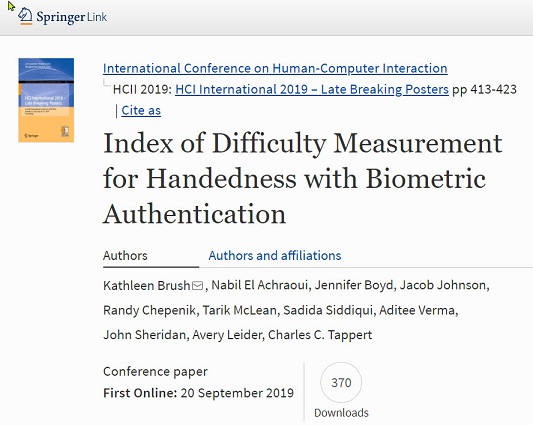 Springer Link
International Conference on Human-Computer Interaction
HCII 2019: HCI International 2019 – Late Breaking Posters pp 413-423
| Cite as
Index of Difficulty Measurement
for Handedness with Biometric
Authentication
Authors Authors and affiliations
Kathleen Brush, Nabil El Achraoui, Jennifer Boyd, Jacob Johnson,
Randy Chepenik, Tarik McLean, Sadida Siddiqui, Aditee Verma,
John Sheridan, Avery Leider, Charles C. Tappert
Conference paper
First Online: 20 September 2019
370
Downloads